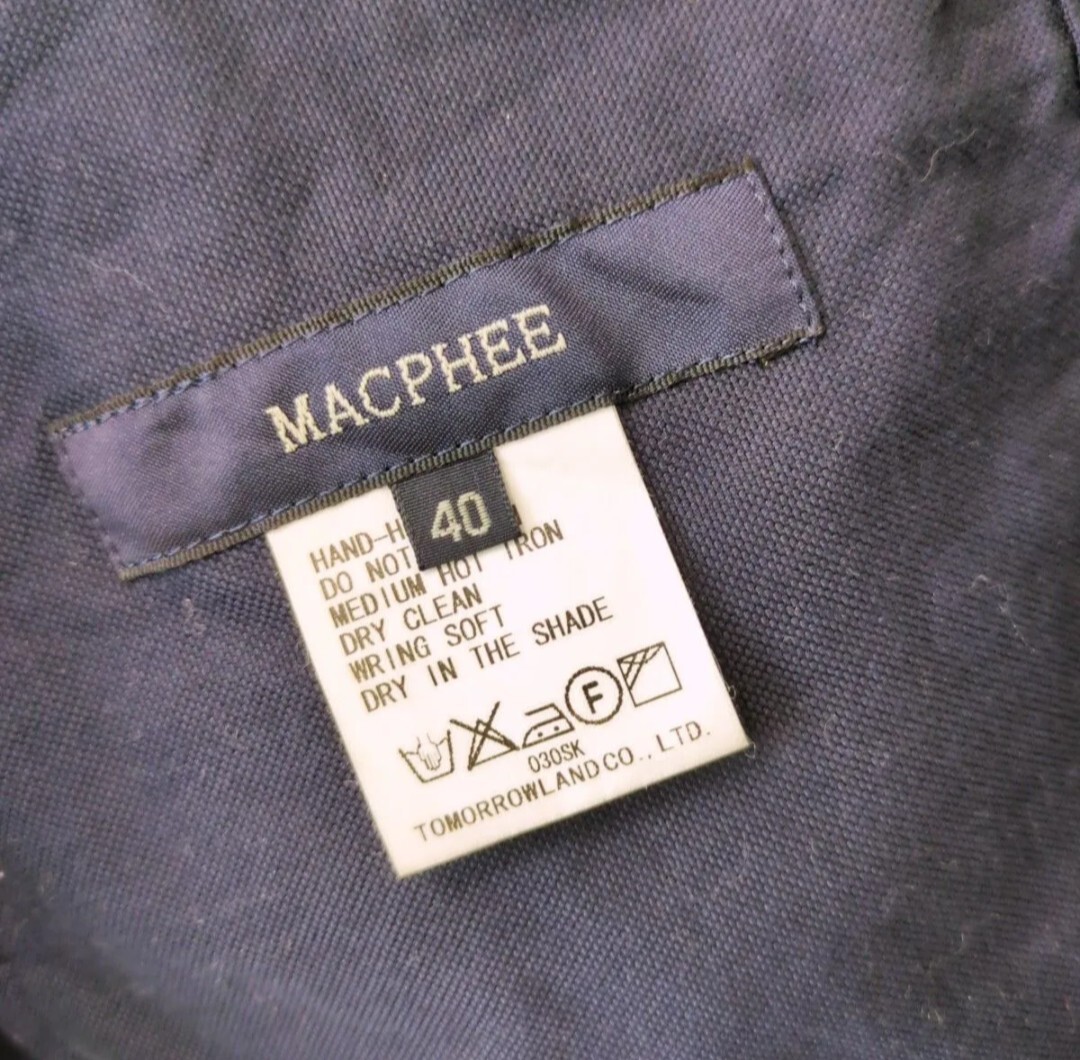 MACPHEE
40
HAND-H
DO NOT
MEDIUM HOT IRON
DRY CLEAN
WRING SOFT
DRY IN THE SHADE
F
030SK
TOMORROWLAND CO., LTD.